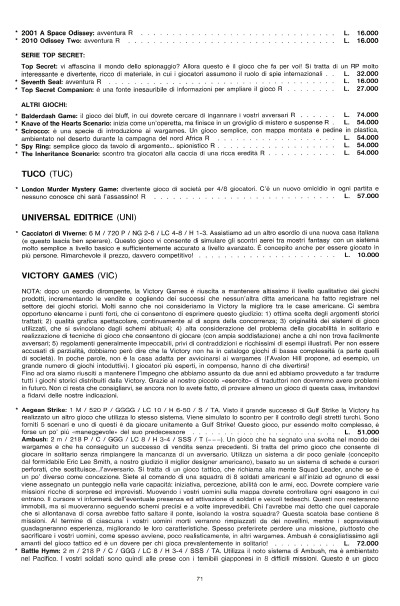 * 2001 A Space Odissey: avventura R . . . . . . . . . . . . . . . . L. 16.000
* 2010 Odissey Two: avventura R . . . . . . . . . . . . . . . . L. 16.000
SERIE TOP SECRET:
Top Secret: vi affascina il mondo dello spionaggio? Allora questo è il gioco che fa per voi! Si tratta di un RP molto
interessante e divertente, ricco di materiale, in cui i giocatori assumono il ruolo di spie internazionali . . L. 32.000
* Seventh Seal: avventura R . . . . . . . . . . . . . . . . L. 16.000
* Top Secret Companion: è una fonte inesauribile di informazioni per ampliare il gioco R . . . . . . . L. 27.000
ALTRI GIOCHI:
* Balderdash Game: il gioco dei bluff, in cui dovrete cercare di ingannare i vostri avversari R . . . . . . L. 74.000
* Knave of the Hearts Scenario: inizia come un'operetta, ma finisce in un groviglio di mistero e suspense R . L. 54.000
* Scirocco: è una specie di introduzione ai wargames. Un gioco semplice, con mappa montata e pedine in plastica,
ambientato nel deserto durante la campagna del nord Africa R . . . . . . . . . . . . L. 54.000
* Spy Ring: semplice gioco da tavolo di argomento... spionistico R . . . . . . . . . . . . L. 54.000
* The Inheritance Scenario: scontro tra giocatori alla caccia di una ricca eredità R . . . . . . . . L. 54.000
TUCO (TUC)
* London Murder Mystery Game: divertente gioco di società per 4/8 giocatori. C'è un nuovo omicidio in ogni partita e
nessuno conosce chi sarà l'assassino! R . . . . . . . . . . . . . . . . L. 57.000
UNIVERSAL EDITRICE (UNI)
* Cacciatori di Viverne: 6 M / 720 P / NG 2-6 / LC 4-8 / H 1-3. Assistiamo ad un altro esordio di una nuova casa italiana
(e questo lascia ben sperare). Questo gioco vi consente di simulare gli scontri aerei tra mostri fantasy con un sistema
molto semplice a livello basico e sufficientemente accurato a livello avanzato. È concepito anche per essere giocato in
più persone. Rimarchevole il prezzo, davvero competitivo! . . . . . . . . . . . . L. 10.000
VICTORY GAMES (VIC)
NOTA: dopo un esordio dirompente, la Victory Games è riuscita a mantenere altissimo il livello qualitativo dei giochi
prodotti, incrementando le vendite e cogliendo dei successi che nessun'altra ditta americana ha fatto registrare nel
settore dei giochi storici. Molti sanno che noi consideriamo la Victory la migliore tra le case americane. Ci sembra
opportuno elencarne i punti forti, che ci consentono di esprimere questo giudizio: 1) ottima scelta degli argomenti storici
trattati; 2) qualità grafica spettacolare, continuamente al di sopra della concorrenza; 3) originalità dei sistemi di gioco
utilizzati, che si svincolano dagli schemi abituali; 4) alta considerazione del problema della giocabilità in solitario e
realizzazione di tecniche di gioco che consentono di giocare (con ampia soddisfazione) anche a chi non trova facilmente
avversari; 5) regolamenti generalmente impeccabili, privi di contraddizioni e ricchissimi di esempi illustrati. Per non essere
accusati di parzialità, dobbiamo però dire che la Victory non ha in catalogo giochi di bassa complessità (a parte quelli
di società). In poche parole, non è la casa adatta per avvicinarsi ai wargames (l'Avalon Hill propone, ad esempio, un
grande numero di giochi introduttivi). I giocatori più esperti, in compenso, hanno di che divertirsi!
Fino ad ora siamo riusciti a mantenere l'impegno che abbiamo assunto da due anni ed abbiamo provveduto a far tradurre
tutti i giochi storici distribuiti dalla Victory. Grazie al nostro piccolo «esercito» di traduttori non dovremmo avere problemi
in futuro. Non ci resta che consigliarvi, se ancora non lo avete fatto, di provare almeno un gioco di questa casa, invitandovi
a fidarvi delle nostre indicazioni.
* Aegean Strike: 1 M / 520 P / GGGG / LC 10 / H 6-50 / S / TA. Visto il grande successo di Gulf Strike la Victory ha
realizzato un altro gioco che utilizza lo stesso sistema. Viene simulato lo scontro per il controllo degli stretti turchi. Sono
forniti 5 scenari e uno di questi è da giocare unitamente a Gulf Strike! Questo gioco, pur essendo molto complesso, è
forse un po' più «maneggevole» del suo predecessore . . . . . . . . . . . . L. 51.000
Ambush: 2 m / 218 P / C / GGG / LC 8 / H 3-4 / SSS / T (– – –). Un gioco che ha segnato una svolta nel mondo dei
wargames e che ha conseguito un successo di vendita senza precedenti. Si tratta del primo gioco che consente di
giocare in solitario senza rimpiangere la mancanza di un avversario. Utilizza un sistema a dir poco geniale (concepito
dal formidabile Eric Lee Smith, a nostro giudizio il miglior designer americano), basato su un sistema di schede e cursori
perforati, che sostituisce...l'avversario. Si tratta di un gioco tattico, che richiama alla mente Squad Leader, anche se è
un po' diverso come concezione. Siete al comando di una squadra di 8 soldati americani e all'inizio ad ognuno di essi
viene assegnato un punteggio nella varie capacità: iniziativa, percezione, abilità con le armi, ecc. Dovrete compiere varie
missioni ricche di sorprese ed imprevisti. Muovendo i vostri uomini sulla mappa dovrete controllare ogni esagono in cui
entrano. Il cursore vi informerà dell'eventuale presenza ed attivazione di soldati e veicoli tedeschi. Questi non resteranno
immobili, ma si muoveranno seguendo schemi precisi e a volte imprevedibili. Chi l'avrebbe mai detto che quel caporale
che si allontanava di corsa avrebbe fatto saltare il ponte, isolando la vostra squadra? Questa scatola base contiene 8
missioni. Al termine di ciascuna i vostri uomini morti verranno rimpiazzati da dei novellini, mentre i sopravvissuti
guadagneranno esperienza, migliorando le loro caratteristiche. Spesso preferirete perdere una missione, piuttosto che
sacrificare i vostri uomini, come spesso avviene, poco realisticamente, in altri wargames. Ambush è consigliatissimo agli
amanti del gioco tattico ed è un dovere per chi gioca prevalentemente in solitario! . . . . . . . . L. 72.000
* Battle Hymn: 2 m / 218 P / C / GGG / LC 8 / H 3-4 / SSS / TA. Utilizza il noto sistema di Ambush, ma è ambientato
nel Pacifico. I vostri soldati sono quindi alle prese con i temibili giapponesi in 8 difficili missioni. Questo è un gioco
71